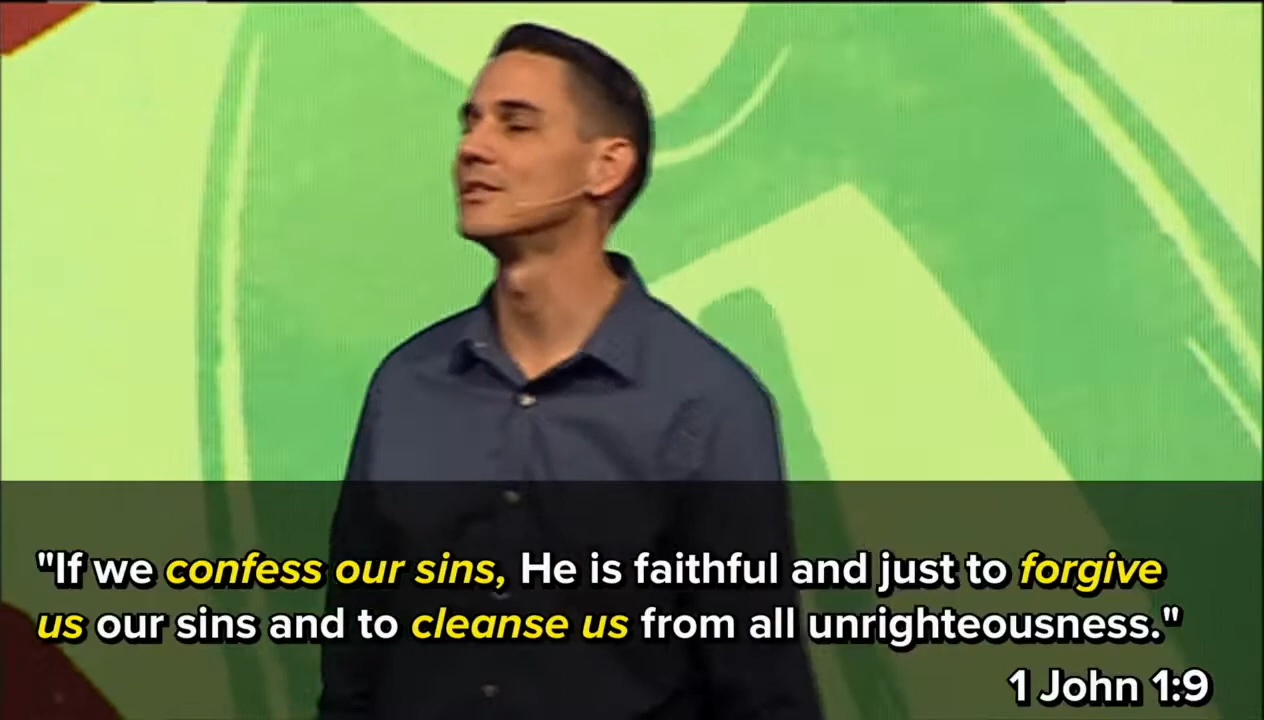 "If we confess our sins, He is faithful and just to forgive
us our sins and to cleanse us from all unrighteousness."
1 John 1:9